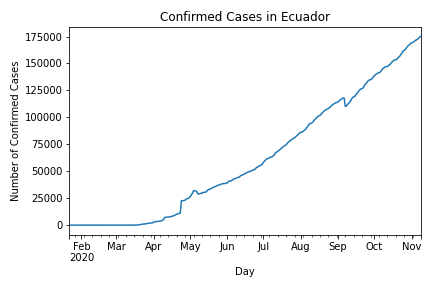 Confirmed Cases in Ecuador
Number of Confirmed Cases
175000
150000
125000
100000
75000
50000
25000
0
Feb Mar Apr May Jun Jul Aug Sep Oct Nov
2020
Day